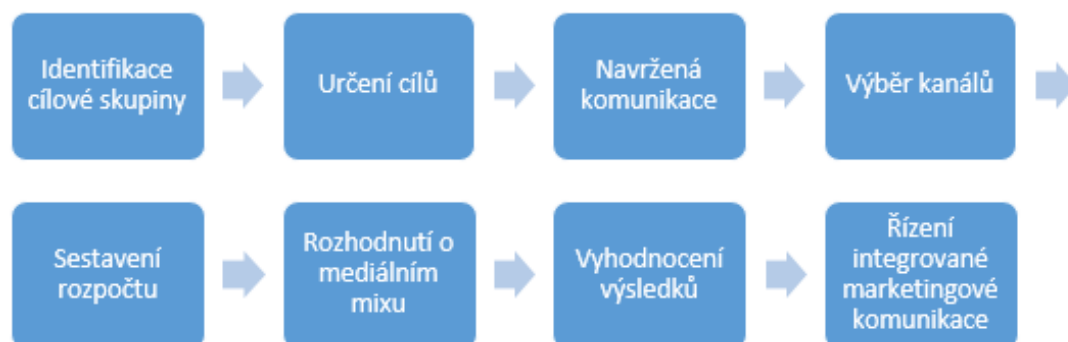 Identifikace
cílové skupiny
Určení cílů
Navržená
komunikace
Výběr kanálů
Sestavení
rozpočtu
Rozhodnutí o
mediálním
mixu
Vyhodnocení
výsledků
Řízení
integrované
marketingové
komunikace